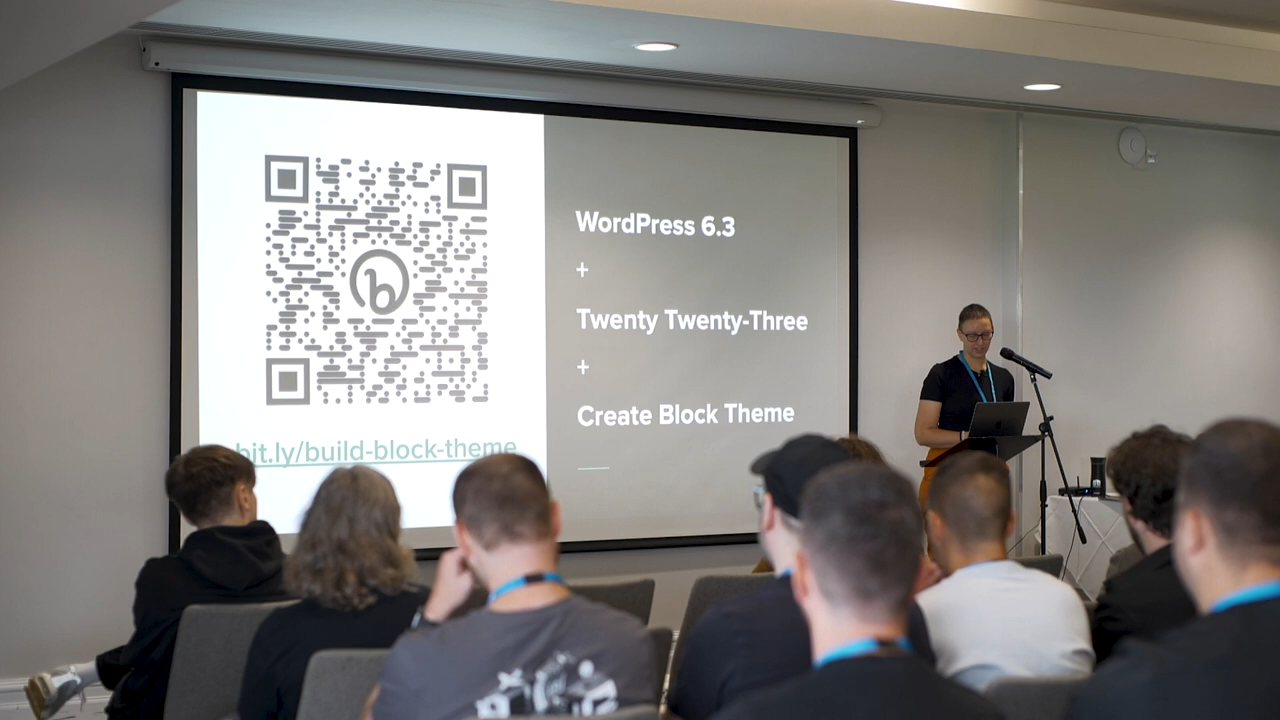 bit.ly/build-block-theme
WordPress 6.3
+
Twenty Twenty-Three
+
Create Block Theme